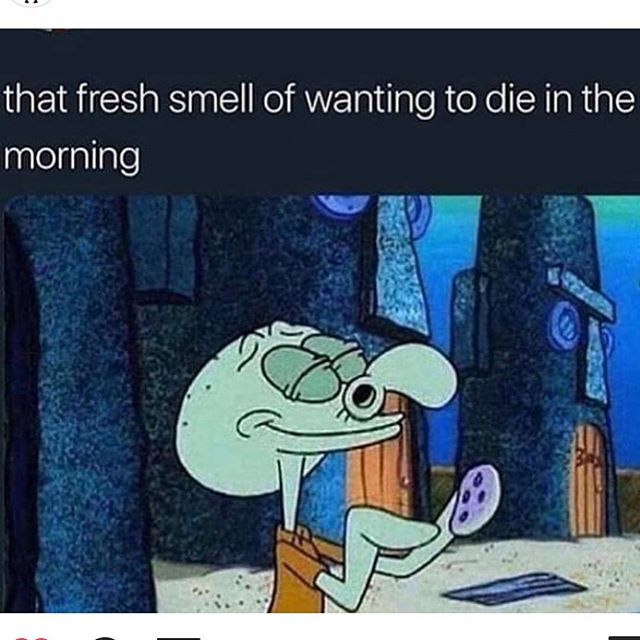 that fresh smell of wanting to die in the
morning